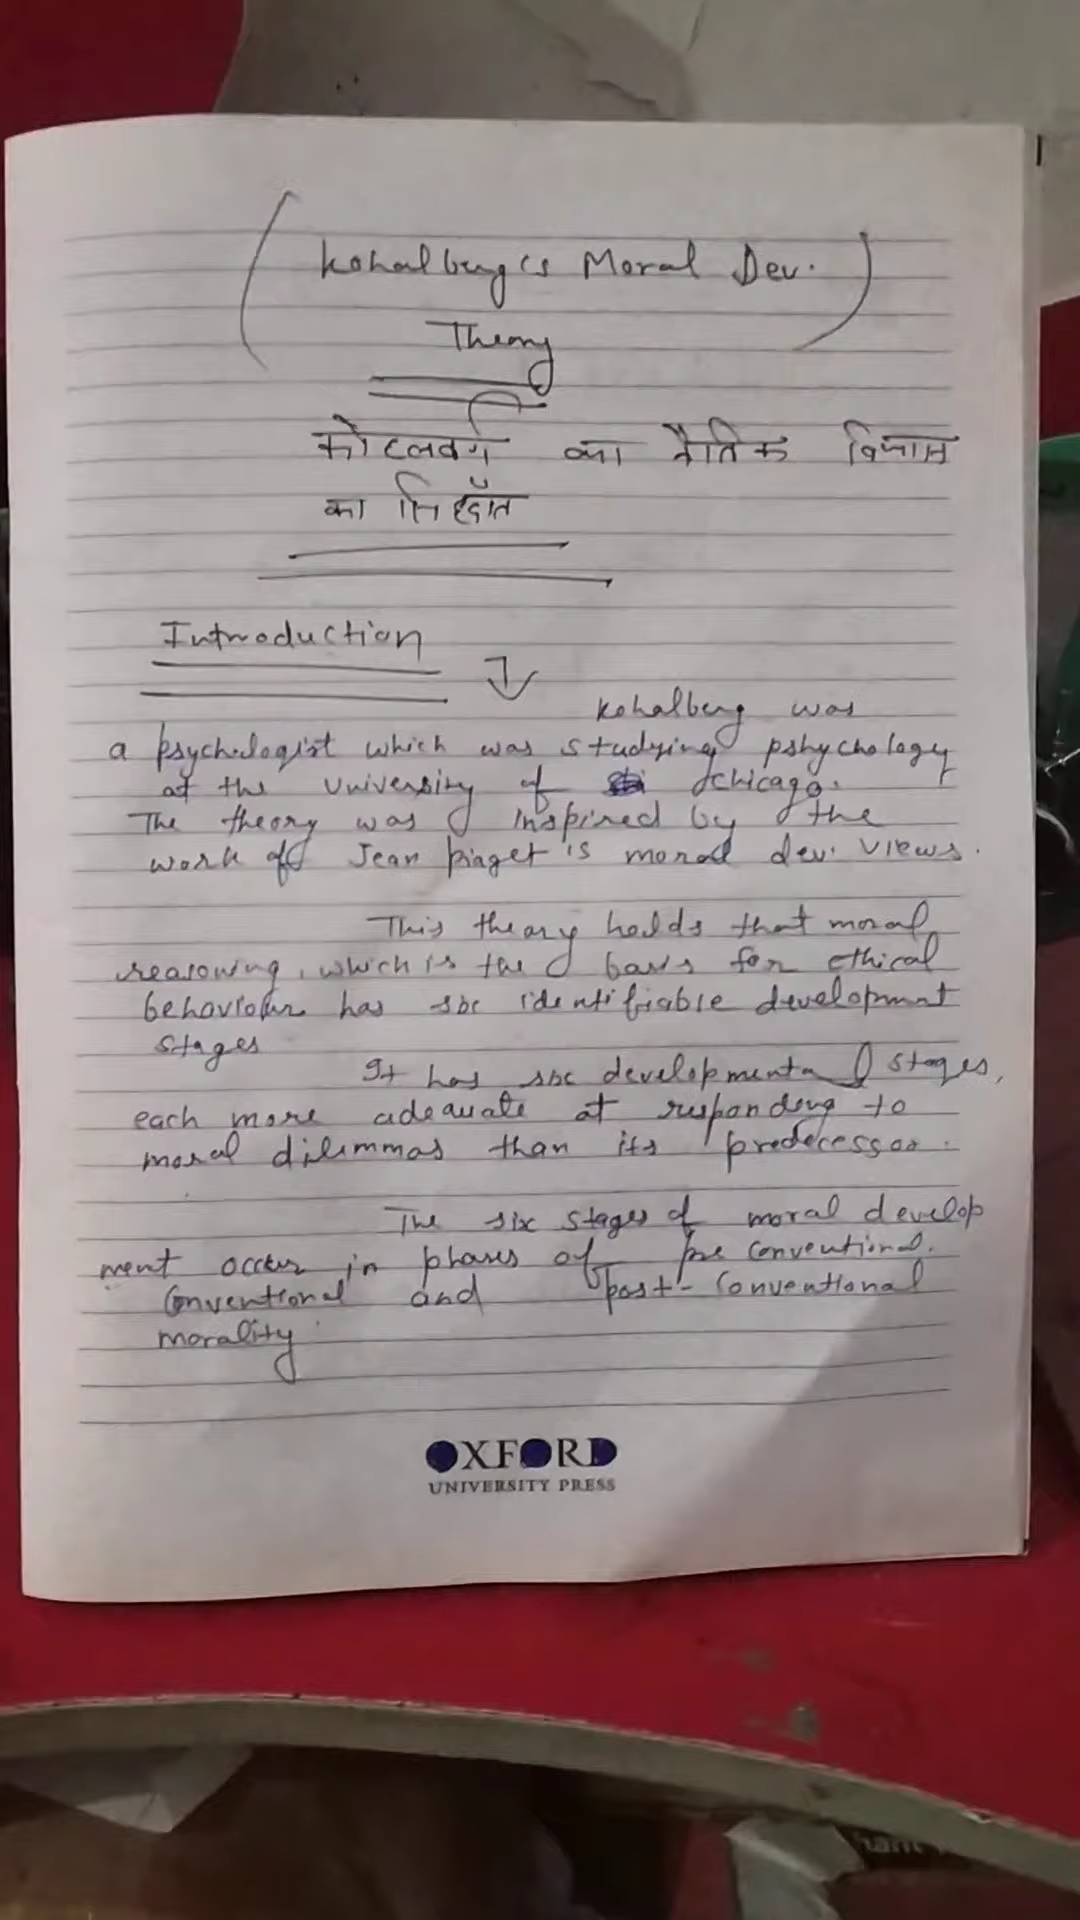 (Kohalberg's Moral Dev.)
Theory
कोहलबर्ग का नैतिक विकास
का सिद्धाँत
Introduction
Kohalberg was
a psychologist which was studying pshychology
at the University of Chicago.
The theory was inspired by the
work of Jean piaget is moral dev. views.
This theory holds that moral
reasoning, which is the basis for ethical
behaviour has six identifiable development
stages
It has six developmental stages,
each more adequate at responding to
moral dilemmas than its predecessor.
The six stages of moral develop
ment occur in phases of pre conventional.
Conventional and post-conventional
morality
OXFORD
UNIVERSITY PRESS